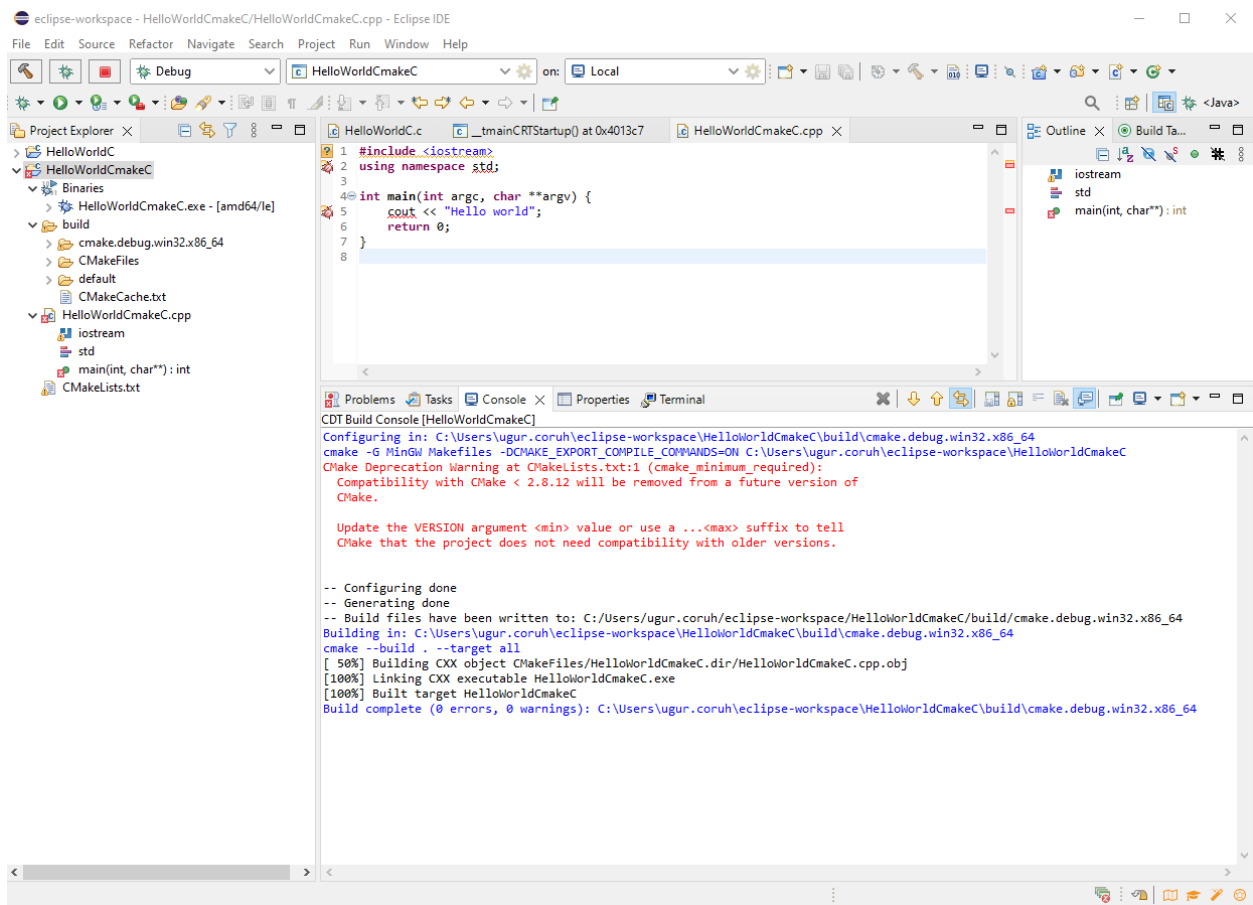 eclipse-workspace - HelloWorldCmakeC/HelloWorldCmakeC.cpp - Eclipse IDE
File Edit Source Refactor Navigate Search Project Run Window Help
Debug HelloWorldCmakeC on: Local
<Java>
Project Explorer
HelloWorldC
HelloWorldCmakeC
Binaries
HelloWorldCmakeC.exe - [amd64/le]
build
cmake.debug.win32.x86_64
CMakeFiles
default
CMakeCache.txt
HelloWorldCmakeC.cpp
iostream
std
main(int, char**) : int
CMakeLists.txt
HelloWorldC.c __tmainCRTStartup() at 0x4013c7 HelloWorldCmakeC.cpp
1 #include <iostream>
2 using namespace std;
3
4 int main(int argc, char **argv) {
5 cout << "Hello world";
6 return 0;
7 }
8
Outline Build Ta...
iostream
std
main(int, char**) : int
Problems Tasks Console Properties Terminal
CDT Build Console [HelloWorldCmakeC]
Configuring in: C:\Users\ugur.coruh\eclipse-workspace\HelloWorldCmakeC\build\cmake.debug.win32.x86_64
cmake -G MinGW Makefiles -DCMAKE_EXPORT_COMPILE_COMMANDS=ON C:\Users\ugur.coruh\eclipse-workspace\HelloWorldCmakeC
CMake Deprecation Warning at CMakeLists.txt:1 (cmake_minimum_required):
Compatibility with CMake < 2.8.12 will be removed from a future version of
CMake.
Update the VERSION argument <min> value or use a ...<max> suffix to tell
CMake that the project does not need compatibility with older versions.
-- Configuring done
-- Generating done
-- Build files have been written to: C:/Users/ugur.coruh/eclipse-workspace/HelloWorldCmakeC/build/cmake.debug.win32.x86_64
Building in: C:\Users\ugur.coruh\eclipse-workspace\HelloWorldCmakeC\build\cmake.debug.win32.x86_64
cmake --build . --target all
[ 50%] Building CXX object CMakeFiles/HelloWorldCmakeC.dir/HelloWorldCmakeC.cpp.obj
[100%] Linking CXX executable HelloWorldCmakeC.exe
[100%] Built target HelloWorldCmakeC
Build complete (0 errors, 0 warnings): C:\Users\ugur.coruh\eclipse-workspace\HelloWorldCmakeC\build\cmake.debug.win32.x86_64